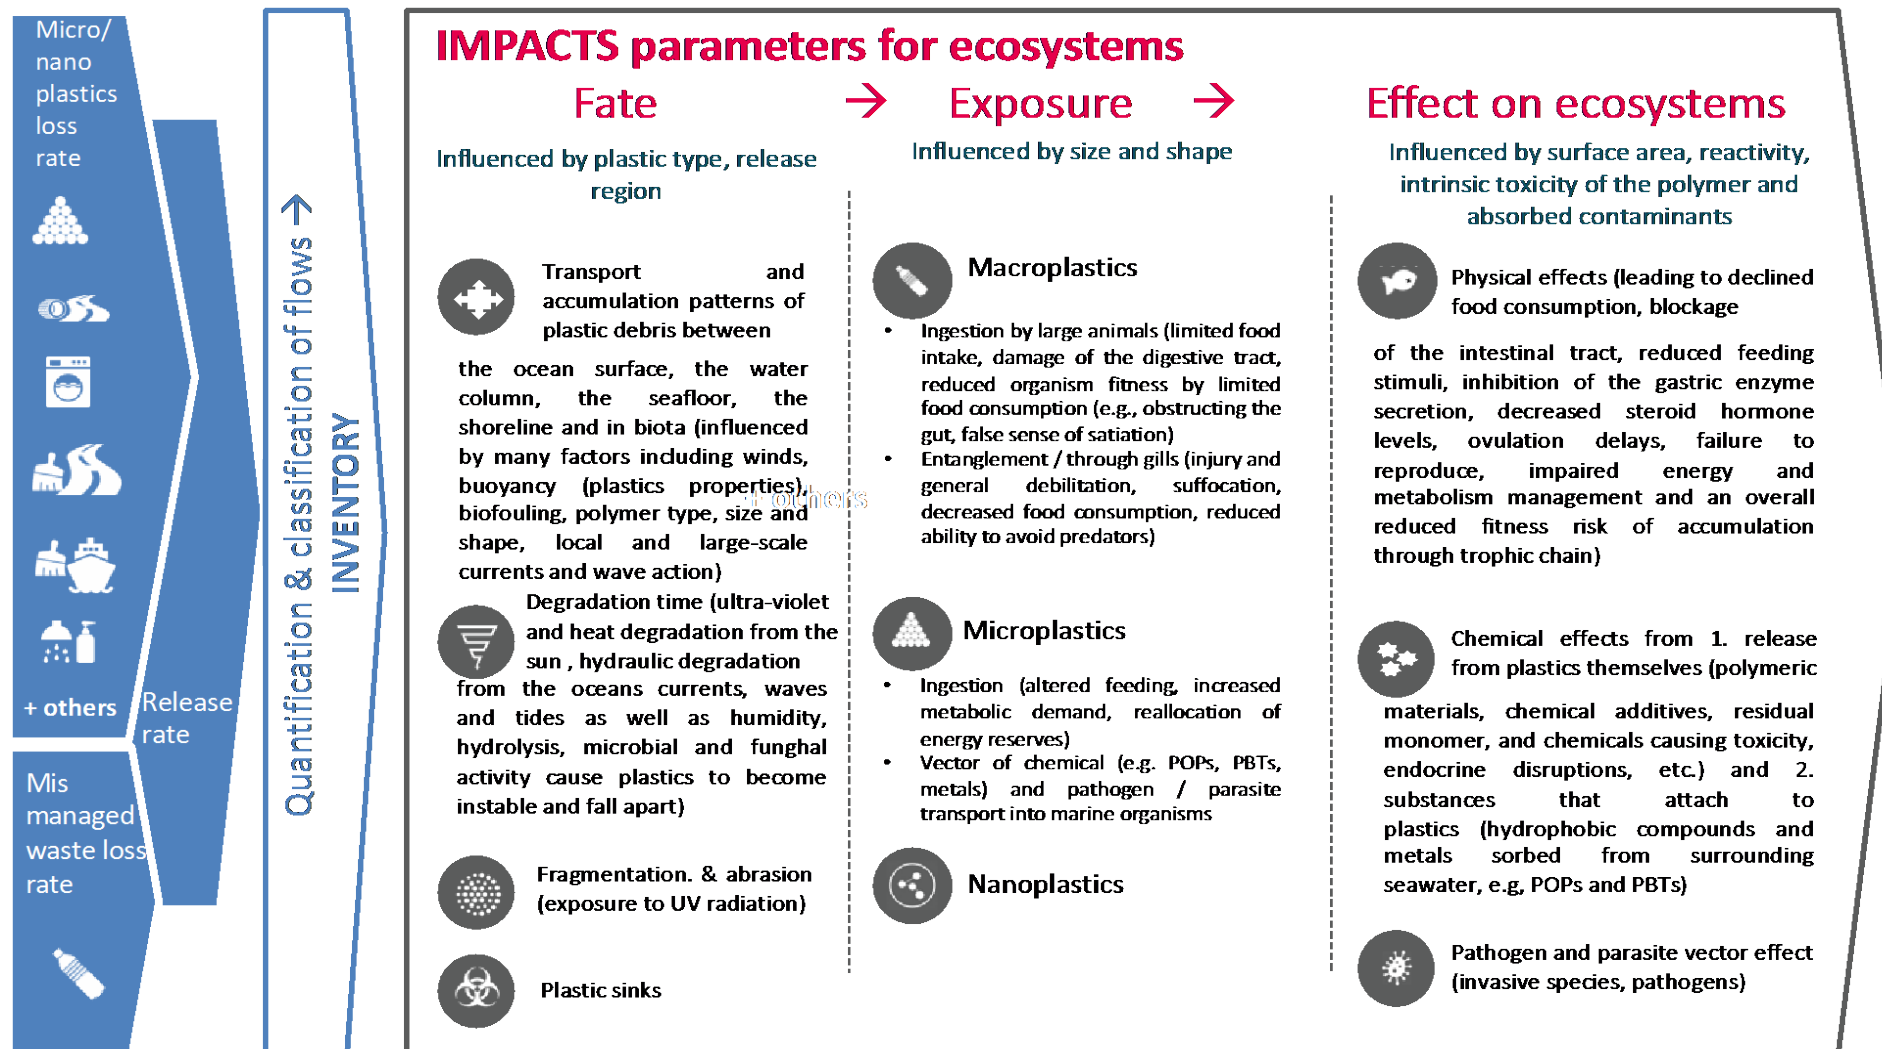 Micro/
nano
plastics
loss
rate
+ others
Release
rate
Mis
managed
waste loss
rate
Quantification & classification of flows →
INVENTORY
IMPACTS parameters for ecosystems
Fate → Exposure → Effect on ecosystems
Influenced by plastic type, release
region
Transport and
accumulation patterns of
plastic debris between
the ocean surface, the water
column, the seafloor, the
shoreline and in biota (influenced
by many factors including winds,
buoyancy (plastics properties),
biofouling, polymer type, size and
shape, local and large-scale
currents and wave action)
+ others
Degradation time (ultra-violet
and heat degradation from the
sun , hydraulic degradation
from the oceans currents, waves
and tides as well as humidity,
hydrolysis, microbial and funghal
activity cause plastics to become
instable and fall apart)
Fragmentation. & abrasion
(exposure to UV radiation)
Plastic sinks
Influenced by size and shape
Macroplastics
• Ingestion by large animals (limited food
intake, damage of the digestive tract,
reduced organism fitness by limited
food consumption (e.g., obstructing the
gut, false sense of satiation)
• Entanglement / through gills (injury and
general debilitation, suffocation,
decreased food consumption, reduced
ability to avoid predators)
Microplastics
• Ingestion (altered feeding, increased
metabolic demand, reallocation of
energy reserves)
• Vector of chemical (e.g. POPs, PBTs,
metals) and pathogen / parasite
transport into marine organisms
Nanoplastics
Influenced by surface area, reactivity,
intrinsic toxicity of the polymer and
absorbed contaminants
Physical effects (leading to declined
food consumption, blockage
of the intestinal tract, reduced feeding
stimuli, inhibition of the gastric enzyme
secretion, decreased steroid hormone
levels, ovulation delays, failure to
reproduce, impaired energy and
metabolism management and an overall
reduced fitness risk of accumulation
through trophic chain)
Chemical effects from 1. release
from plastics themselves (polymeric
materials, chemical additives, residual
monomer, and chemicals causing toxicity,
endocrine disruptions, etc.) and 2.
substances that attach to
plastics (hydrophobic compounds and
metals sorbed from surrounding
seawater, e.g, POPs and PBTs)
Pathogen and parasite vector effect
(invasive species, pathogens)